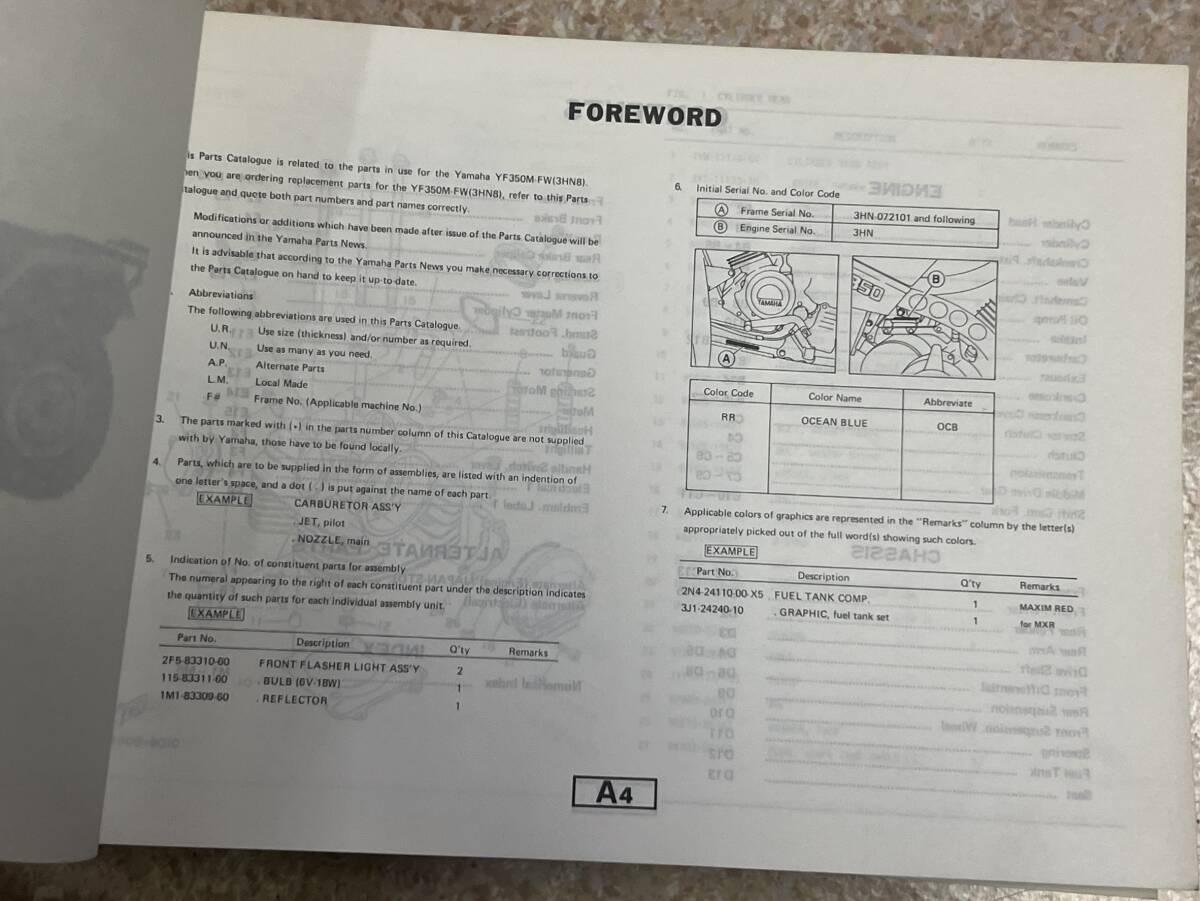 FOREWORD
is Parts Catalogue is related to the parts in use for the Yamaha YF350M-FW(3HN8).
en you are ordering replacement parts for the YF350M-FW(3HN8), refer to this Parts
talogue and quote both part numbers and part names correctly.
Modifications or additions which have been made after issue of the Parts Catalogue will be
announced in the Yamaha Parts News.
It is advisable that according to the Yamaha Parts News you make necessary corrections to
the Parts Catalogue on hand to keep it up-to-date.
Abbreviations
The following abbreviations are used in this Parts Catalogue.
U.R. Use size (thickness) and/or number as required.
U.N. Use as many as you need.
A.P. Alternate Parts
L.M. Local Made
F# Frame No. (Applicable machine No.)
3. The parts marked with (•) in the parts number column of this Catalogue are not supplied
with by Yamaha, those have to be found locally.
4. Parts, which are to be supplied in the form of assemblies, are listed with an indention of
one letter's space, and a dot ( . ) is put against the name of each part.
EXAMPLE
CARBURETOR ASS'Y
. JET, pilot
. NOZZLE, main
5. Indication of No. of constituent parts for assembly
The numeral appearing to the right of each constituent part under the description indicates
the quantity of such parts for each individual assembly unit.
EXAMPLE
Part No. Description Q'ty Remarks
2F5-83310-60 FRONT FLASHER LIGHT ASS'Y 2
115-83311-60 . BULB (6V-18W) 1
1M1-83309-60 . REFLECTOR 1
6. Initial Serial No. and Color Code
A Frame Serial No. 3HN-072101 and following
B Engine Serial No. 3HN
YAMAHA
A
50
B
Color Code Color Name Abbreviate
RR OCEAN BLUE OCB
7. Applicable colors of graphics are represented in the "Remarks" column by the letter(s)
appropriately picked out of the full word(s) showing such colors.
EXAMPLE
Part No. Description Q'ty Remarks
2N4-24110-00-X5 FUEL TANK COMP. 1 MAXIM RED
3J1-24240-10 . GRAPHIC, fuel tank set 1 for MXR
A4